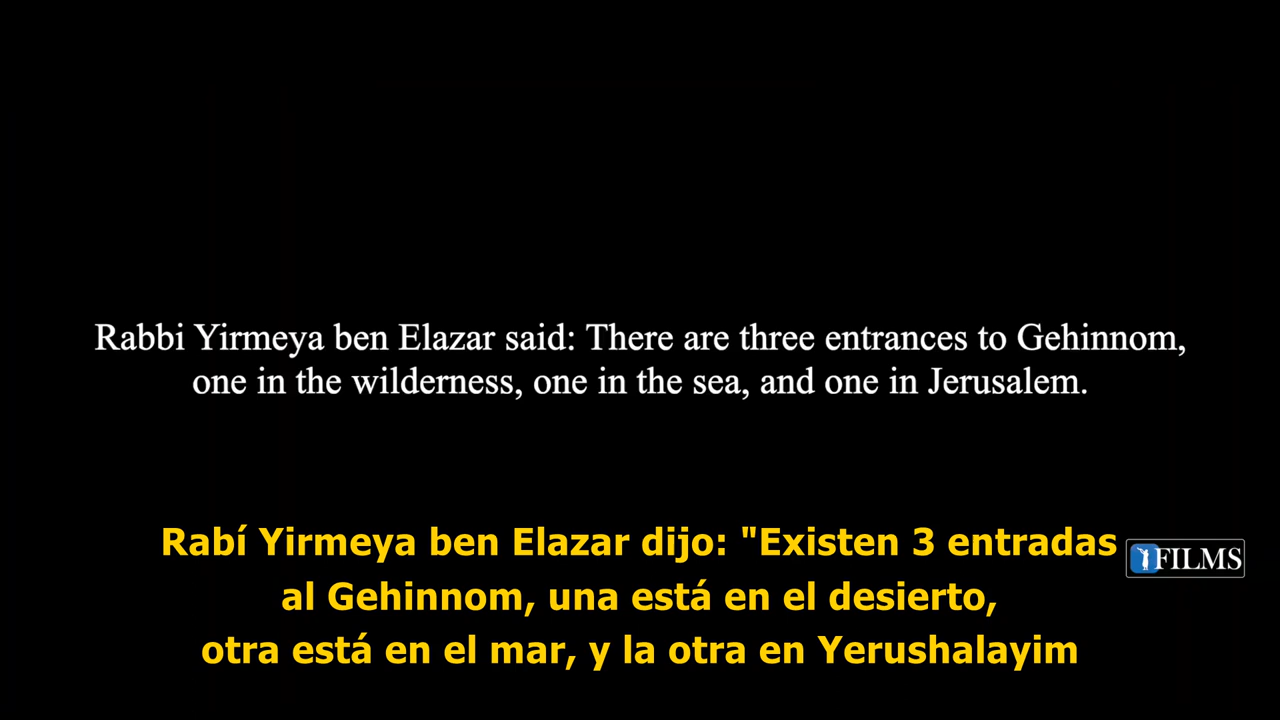 Rabbi Yirmeya ben Elazar said: There are three entrances to Gehinnom,
one in the wilderness, one in the sea, and one in Jerusalem.
Rabí Yirmeya ben Elazar dijo: "Existen 3 entradas
FILMS
al Gehinnom, una está en el desierto,
otra está en el mar, y la otra en Yerushalayim